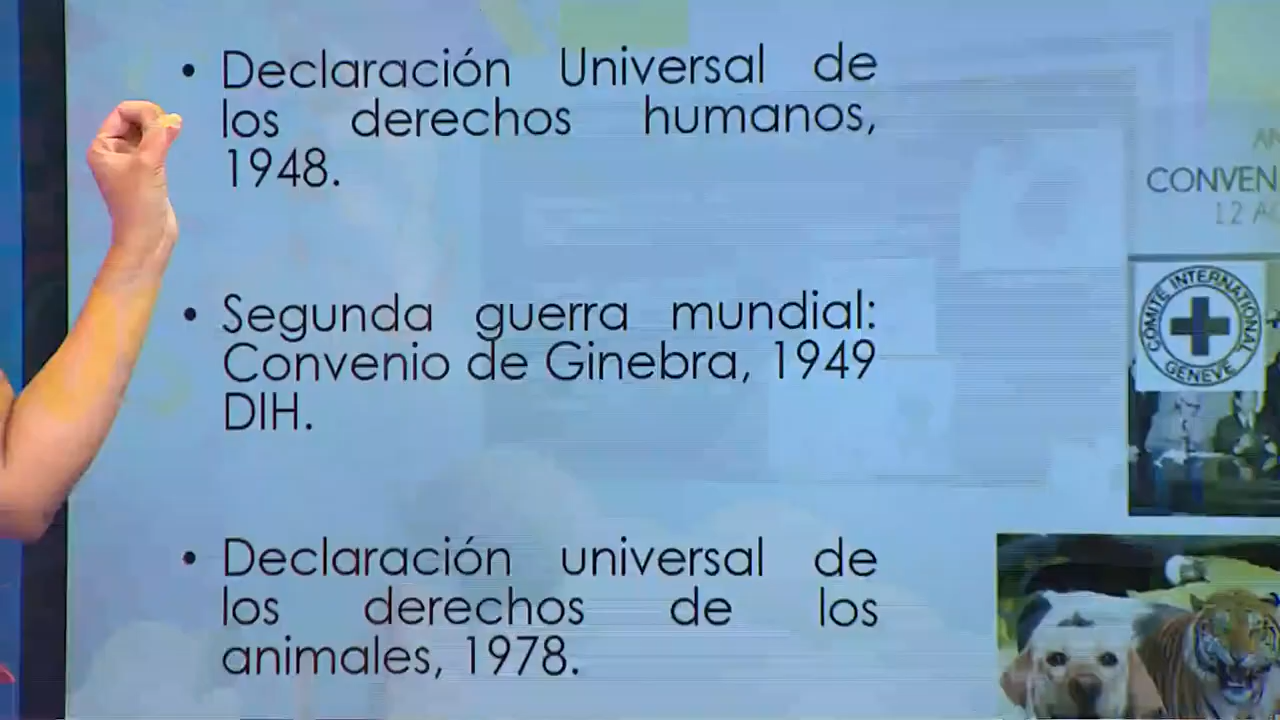 • Declaración Universal de
los derechos humanos,
1948.
• Segunda guerra mundial:
Convenio de Ginebra, 1949
DIH.
• Declaración universal de
los derechos de los
animales, 1978.
CONVEN
12 A
COMITE INTERNATIONAL
GENEVE